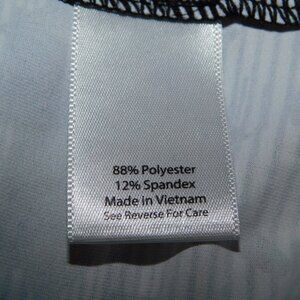 88% Polyester
12% Spandex
Made in Vietnam
See Reverse For Care